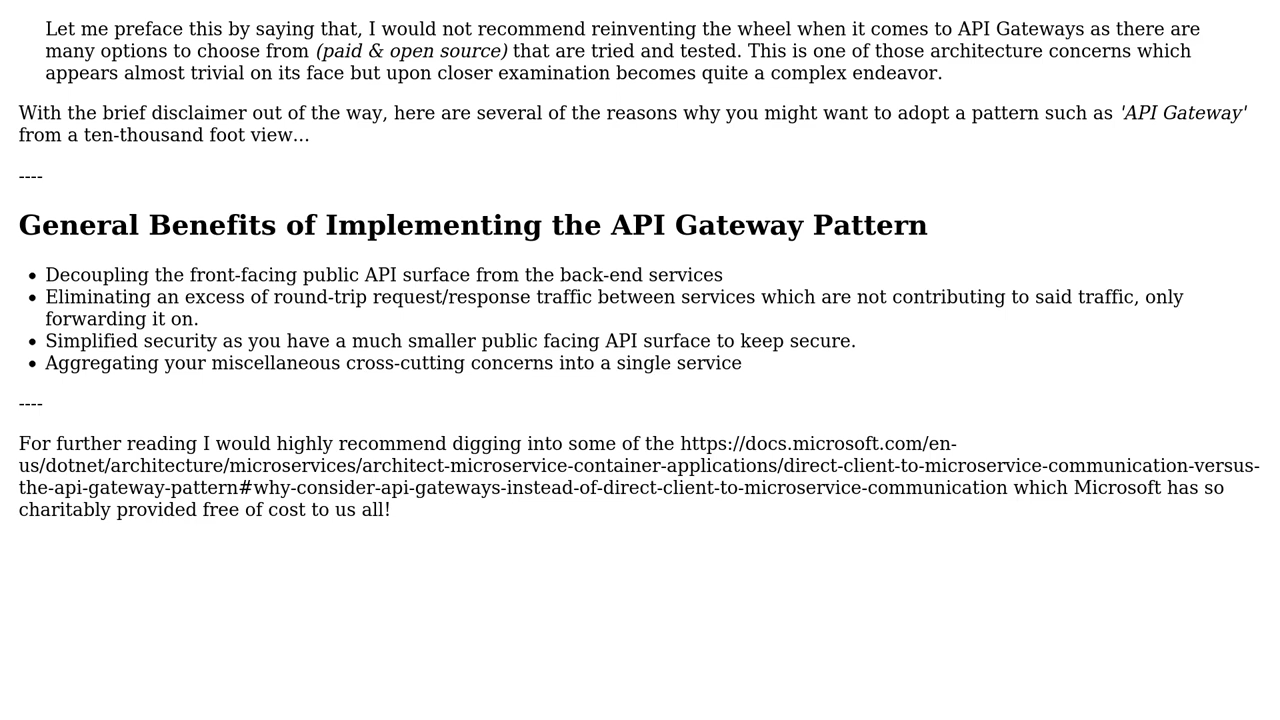 Let me preface this by saying that, I would not recommend reinventing the wheel when it comes to API Gateways as there are
many options to choose from (paid & open source) that are tried and tested. This is one of those architecture concerns which
appears almost trivial on its face but upon closer examination becomes quite a complex endeavor.
With the brief disclaimer out of the way, here are several of the reasons why you might want to adopt a pattern such as 'API Gateway'
from a ten-thousand foot view...
----
General Benefits of Implementing the API Gateway Pattern
• Decoupling the front-facing public API surface from the back-end services
• Eliminating an excess of round-trip request/response traffic between services which are not contributing to said traffic, only
forwarding it on.
• Simplified security as you have a much smaller public facing API surface to keep secure.
• Aggregating your miscellaneous cross-cutting concerns into a single service
----
For further reading I would highly recommend digging into some of the https://docs.microsoft.com/en-
us/dotnet/architecture/microservices/architect-microservice-container-applications/direct-client-to-microservice-communication-versus-
the-api-gateway-pattern#why-consider-api-gateways-instead-of-direct-client-to-microservice-communication which Microsoft has so
charitably provided free of cost to us all!